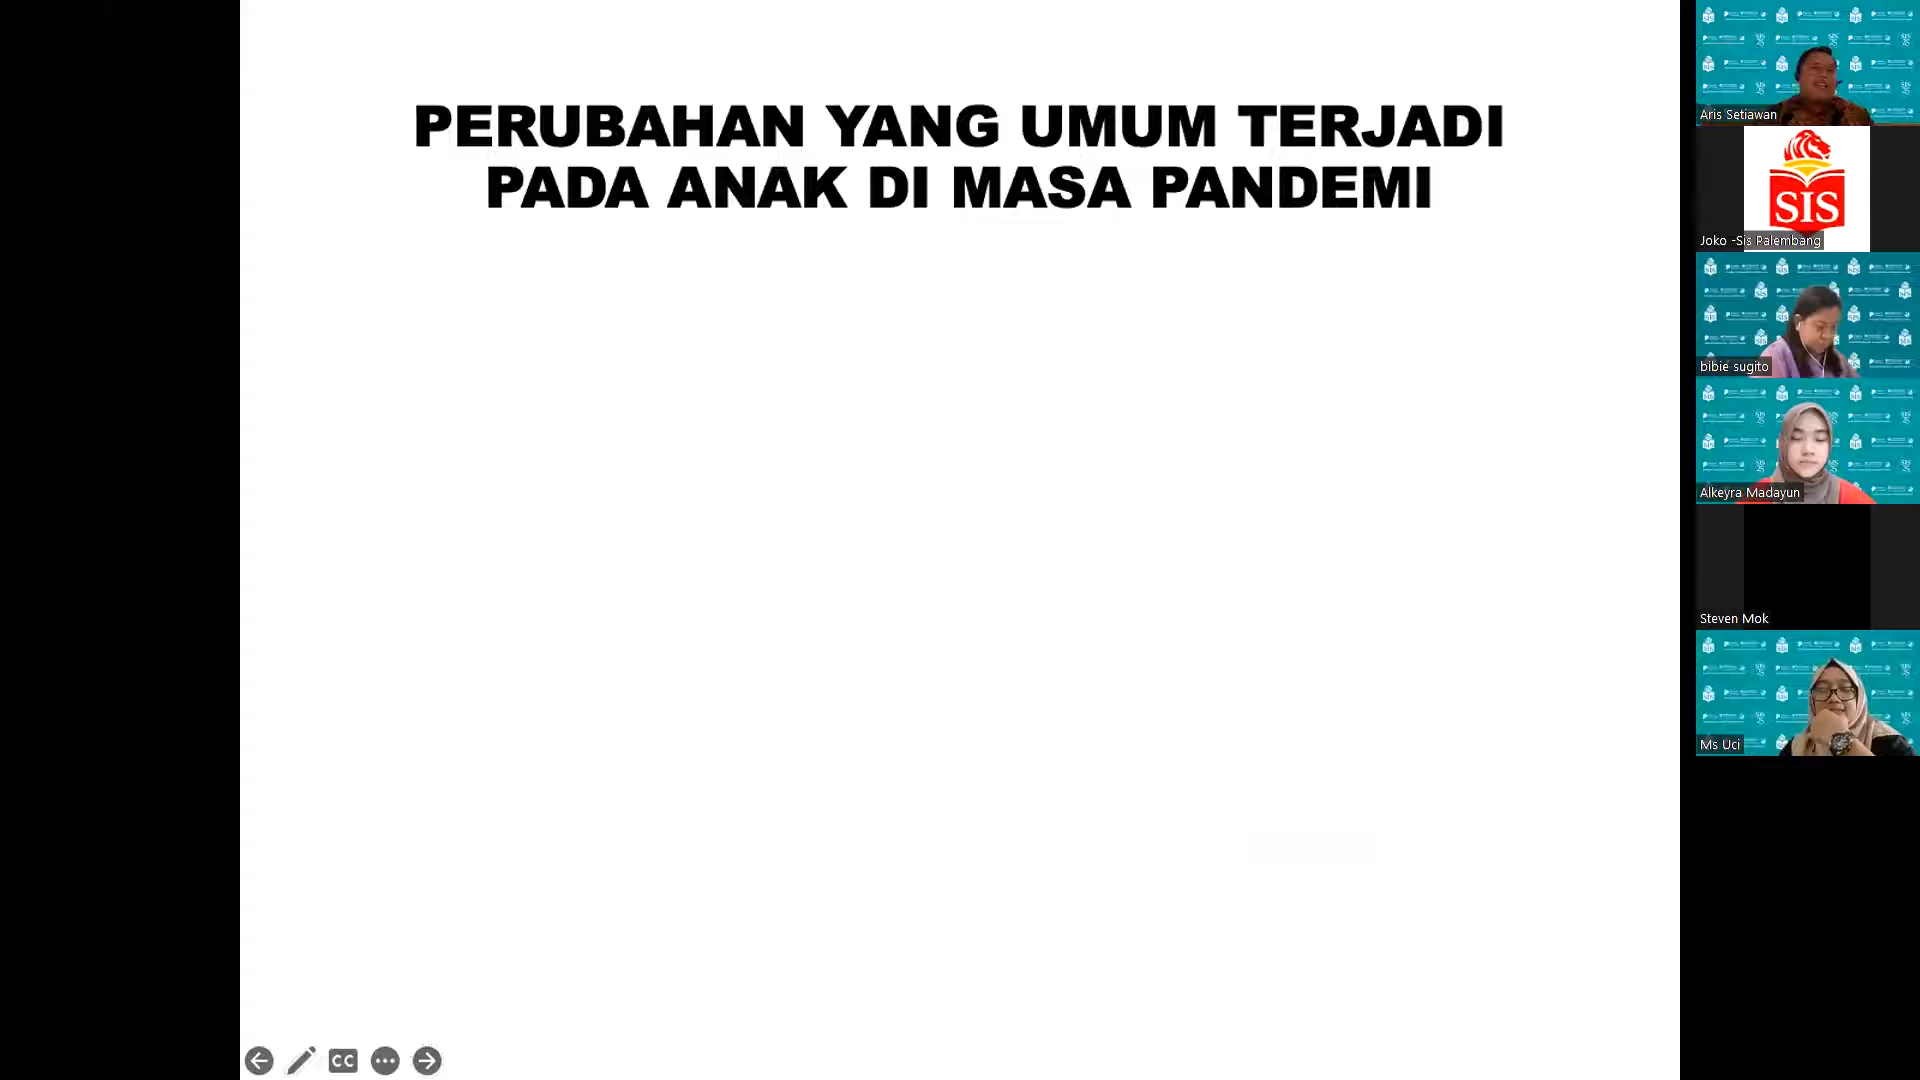 PERUBAHAN YANG UMUM TERJADI
PADA ANAK DI MASA PANDEMI
Aris Setiawan
SIS
Joko -Sis Palembang
bibie sugito
Alkeyra Madayun
Steven Mok
Ms Uci
CC